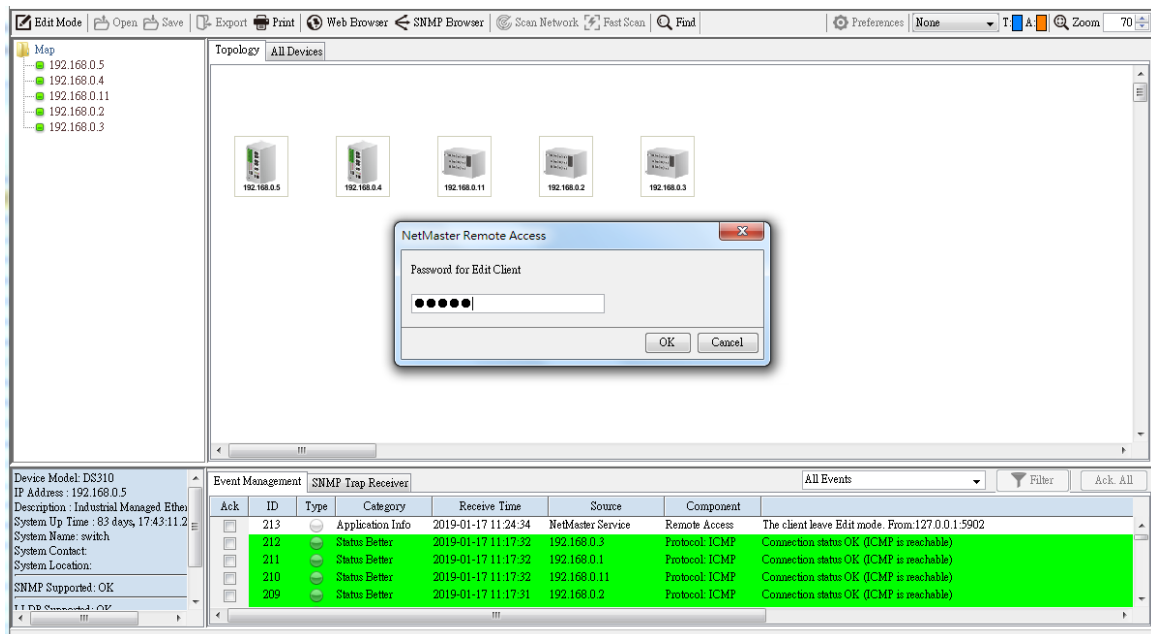 Edit Mode Open Save Export Print Web Browser SNMP Browser Scan Network Fast Scan Find Preferences None T: A: Zoom 70
Map
192.168.0.5
192.168.0.4
192.168.0.11
192.168.0.2
192.168.0.3
Topology All Devices
192.168.0.5 192.168.0.4 192.168.0.11 192.168.0.2 192.168.0.3
NetMaster Remote Access
Password for Edit Client
OK Cancel
Device Model: DS310
IP Address : 192.168.0.5
Description : Industrial Managed Ether
System Up Time : 83 days, 17:43:11.2
System Name: switch
System Contact:
System Location:
SNMP Supported: OK
LLDP Supported: OK
Event Management SNMP Trap Receiver All Events Filter Ack. All
Ack ID Type Category Receive Time Source Component
213 Application Info 2019-01-17 11:24:34 NetMaster Service Remote Access The client leave Edit mode. From:127.0.0.1:5902
212 Status Better 2019-01-17 11:17:32 192.168.0.3 Protocol: ICMP Connection status OK (ICMP is reachable)
211 Status Better 2019-01-17 11:17:32 192.168.0.1 Protocol: ICMP Connection status OK (ICMP is reachable)
210 Status Better 2019-01-17 11:17:32 192.168.0.11 Protocol: ICMP Connection status OK (ICMP is reachable)
209 Status Better 2019-01-17 11:17:31 192.168.0.2 Protocol: ICMP Connection status OK (ICMP is reachable)